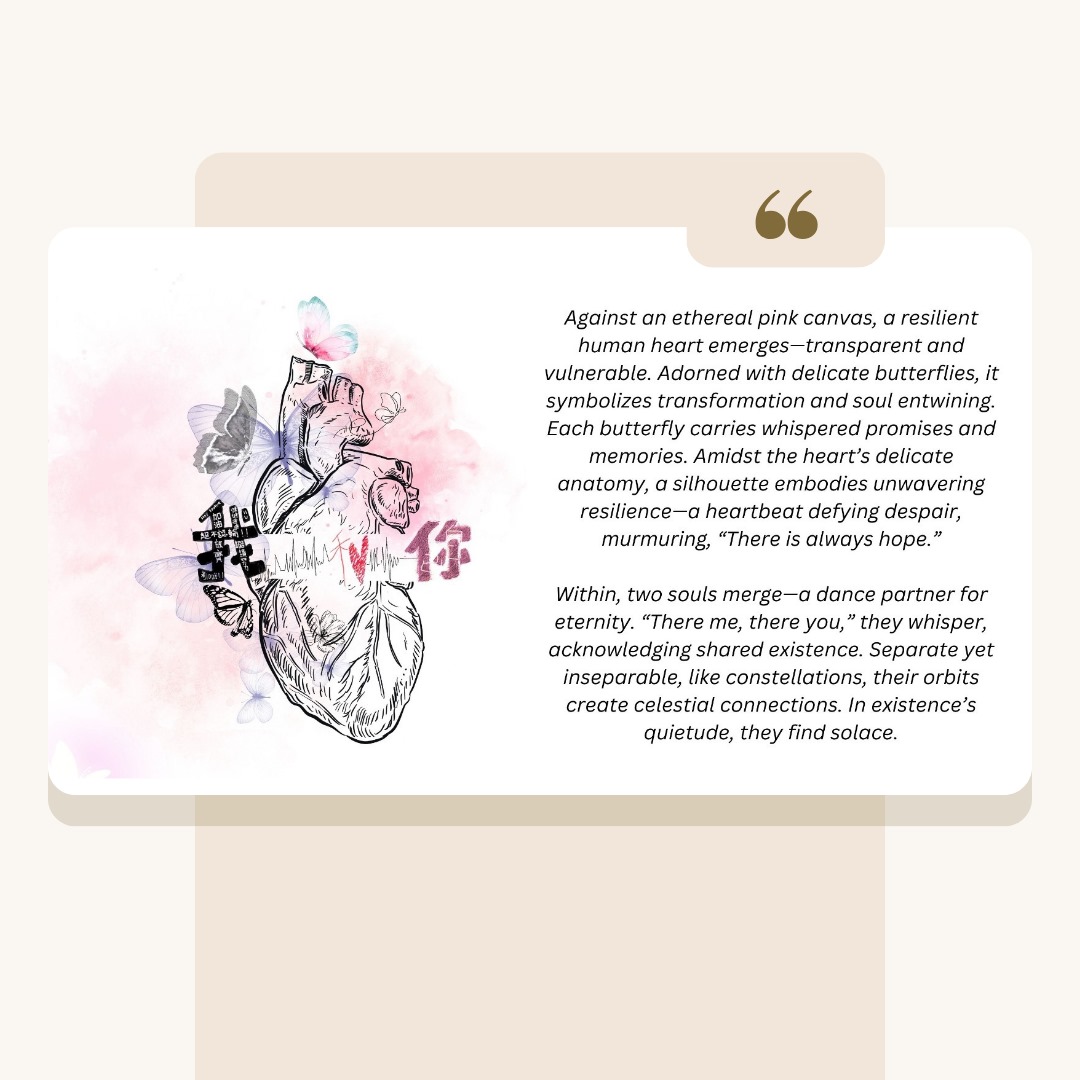 “
Against an ethereal pink canvas, a resilient
human heart emerges—transparent and
vulnerable. Adorned with delicate butterflies, it
symbolizes transformation and soul entwining.
Each butterfly carries whispered promises and
memories. Amidst the heart’s delicate
anatomy, a silhouette embodies unwavering
resilience—a heartbeat defying despair,
murmuring, “There is always hope.”
Within, two souls merge—a dance partner for
eternity. “There me, there you,” they whisper,
acknowledging shared existence. Separate yet
inseparable, like constellations, their orbits
create celestial connections. In existence’s
quietude, they find solace.
我
你